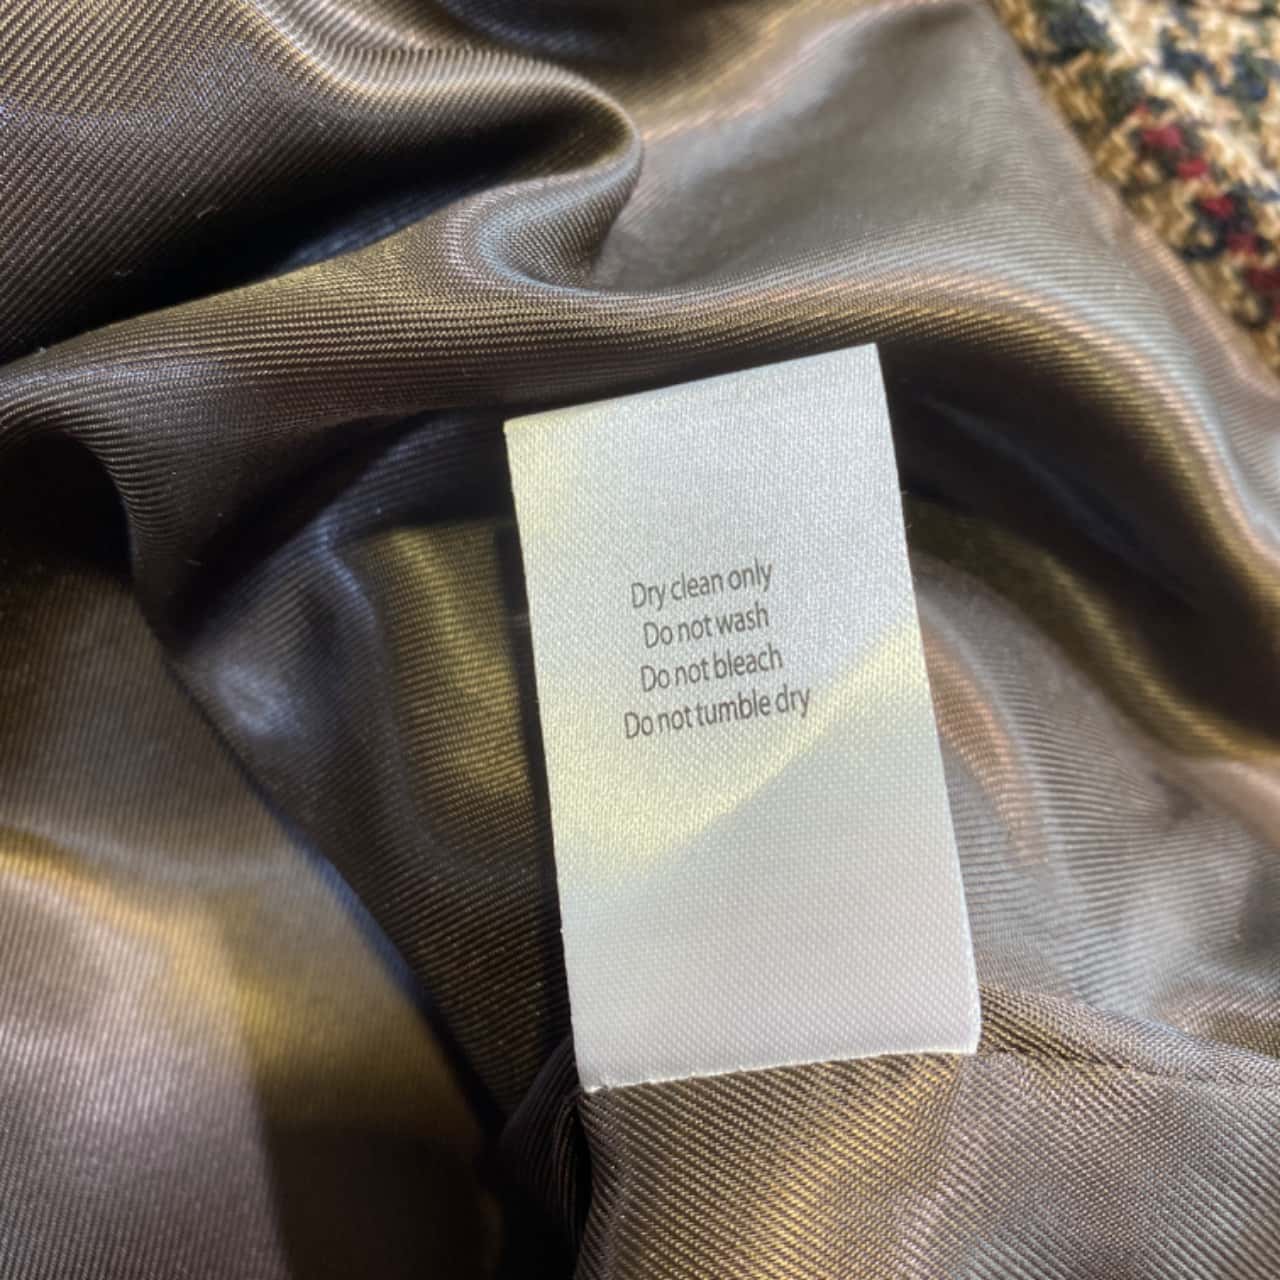 Dry clean only
Do not wash
Do not bleach
Do not tumble dry